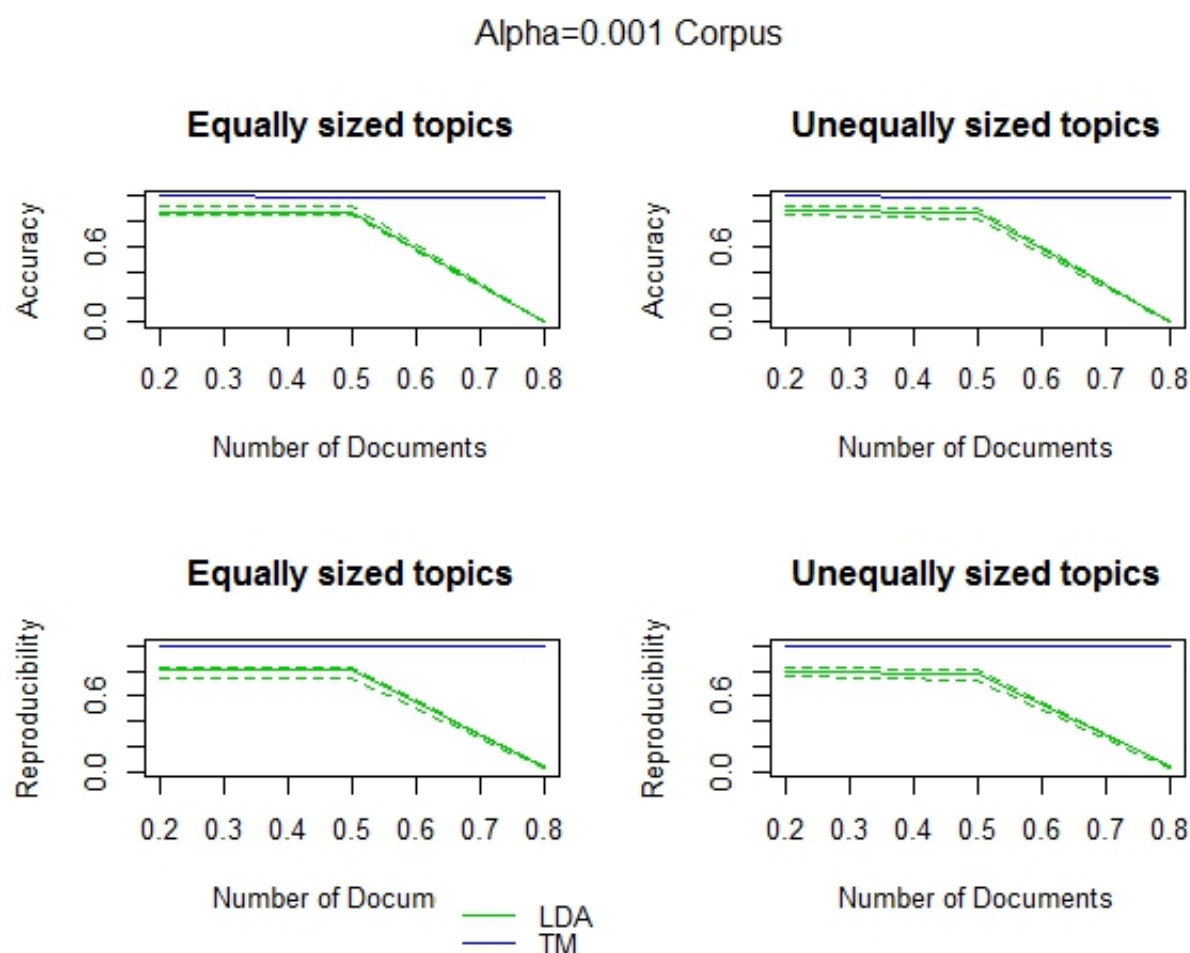 Alpha=0.001 Corpus
Equally sized topics
Accuracy
0.6
0.0
0.2 0.3 0.4 0.5 0.6 0.7 0.8
Number of Documents
Unequally sized topics
Accuracy
0.6
0.0
0.2 0.3 0.4 0.5 0.6 0.7 0.8
Number of Documents
Equally sized topics
Reproducibility
0.6
0.0
0.2 0.3 0.4 0.5 0.6 0.7 0.8
Number of Docum
Unequally sized topics
Reproducibility
0.6
0.0
0.2 0.3 0.4 0.5 0.6 0.7 0.8
Number of Documents
LDA
TM